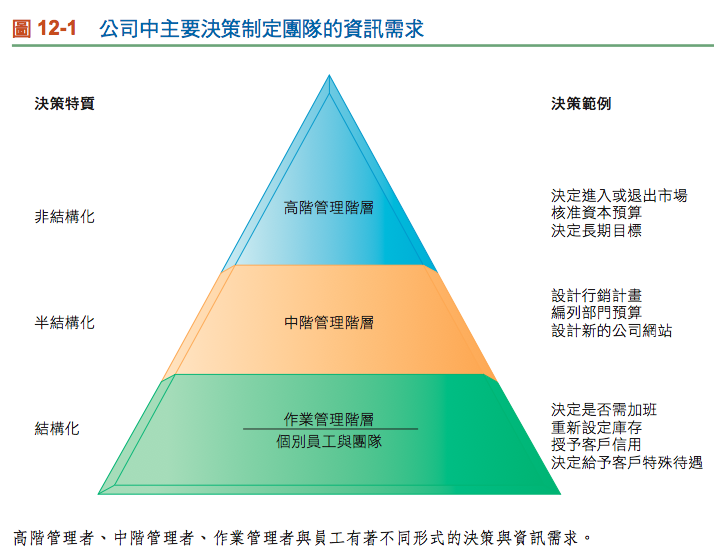 圖 12-1 公司中主要決策制定團隊的資訊需求
決策特質
決策範例
非結構化
高階管理階層
決定進入或退出市場
核准資本預算
決定長期目標
半結構化
中階管理階層
設計行銷計畫
編列部門預算
設計新的公司網站
結構化
作業管理階層
個別員工與團隊
決定是否需加班
重新設定庫存
授予客戶信用
決定給予客戶特殊待遇
高階管理者、中階管理者、作業管理者與員工有著不同形式的決策與資訊需求。